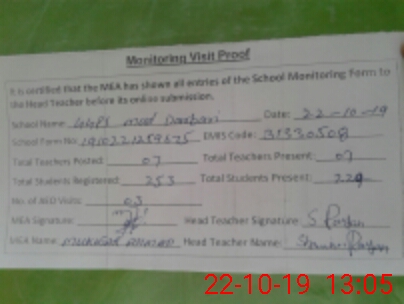 Monitoring Visit Proof
It is certified that the MEA has shown all entries of the School Monitoring Form to
the Head Teacher before its online submission.
School Name: Date: 22-10-19
School Form No: EMIS Code: 31330508
Total Teachers Posted: 07 Total Teachers Present: 07
Total Students Registered: 253 Total Students Present: 229
No. of AEO Visits: 03
MEA Signature: Head Teacher Signature:
MEA Name: Head Teacher Name:
22-10-19 13:05